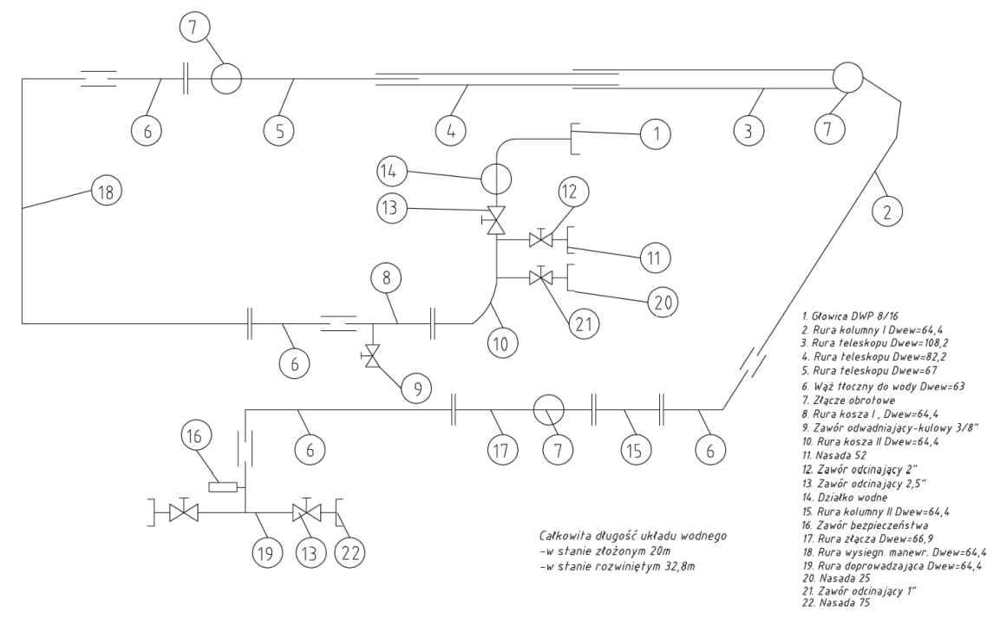 7
6
5
4
3
7
1
14
13
12
18
2
11
8
20
21
10
6
9
16
6
17
7
15
6
19
13
22
Całkowita długość układu wodnego
-w stanie złożonym 20m
-w stanie rozwiniętym 32,8m
1. Głowica DWP 8/16
2. Rura kolumny I Dwew=64,4
3. Rura teleskopu Dwew=108,2
4. Rura teleskopu Dwew=82,2
5. Rura teleskopu Dwew=67
6. Wąż tłoczny do wody Dwew=63
7. Złącze obrotowe
8. Rura kosza I , Dwew=64,4
9. Zawór odwadniający-kulowy 3/8"
10. Rura kosza II Dwew=64,4
11. Nasada 52
12. Zawór odcinający 2"
13. Zawór odcinający 2,5"
14. Działko wodne
15. Rura kolumny II Dwew=64,4
16. Zawór bezpieczeństwa
17. Rura złącza Dwew=66,9
18. Rura wysięgn. manewr. Dwew=64,4
19. Rura doprowadzająca Dwew=64,4
20. Nasada 25
21. Zawór odcinający 1"
22. Nasada 75